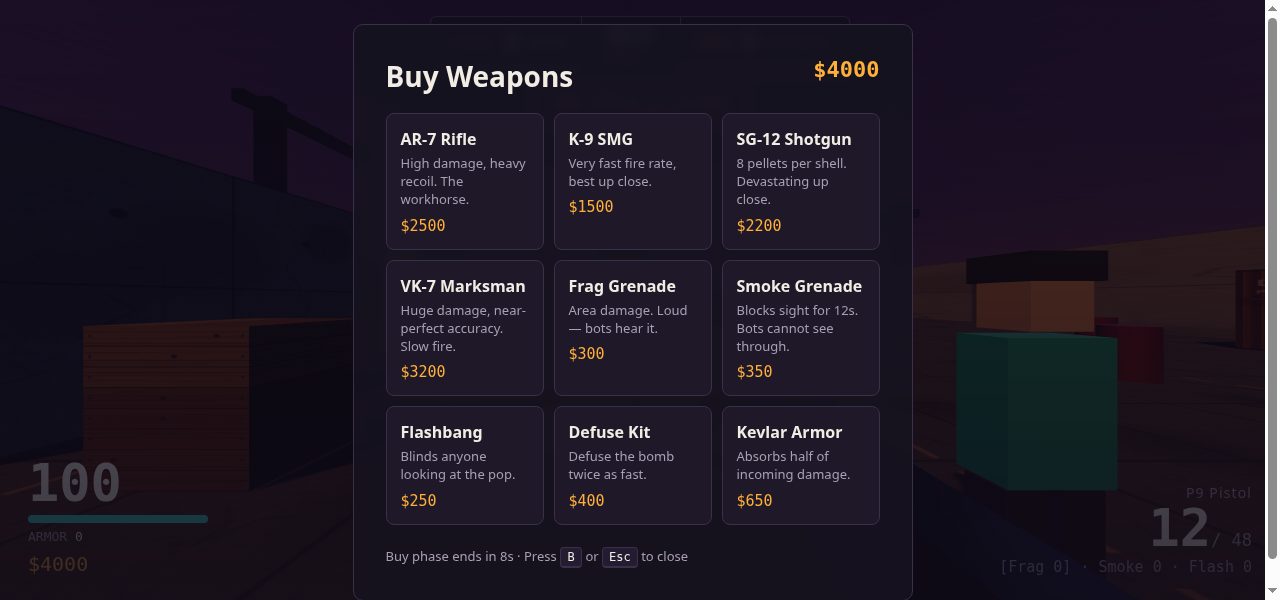 Buy Weapons
$4000
AR-7 Rifle
High damage, heavy
recoil. The
workhorse.
$2500
K-9 SMG
Very fast fire rate,
best up close.
$1500
SG-12 Shotgun
8 pellets per shell.
Devastating up
close.
$2200
VK-7 Marksman
Huge damage, near-
perfect accuracy.
Slow fire.
$3200
Frag Grenade
Area damage. Loud
— bots hear it.
$300
Smoke Grenade
Blocks sight for 12s.
Bots cannot see
through.
$350
Flashbang
Blinds anyone
looking at the pop.
$250
Defuse Kit
Defuse the bomb
twice as fast.
$400
Kevlar Armor
Absorbs half of
incoming damage.
$650
Buy phase ends in 8s · Press B or Esc to close
100
ARMOR 0
$4000
P9 Pistol
12 / 48
[Frag 0] · Smoke 0 · Flash 0